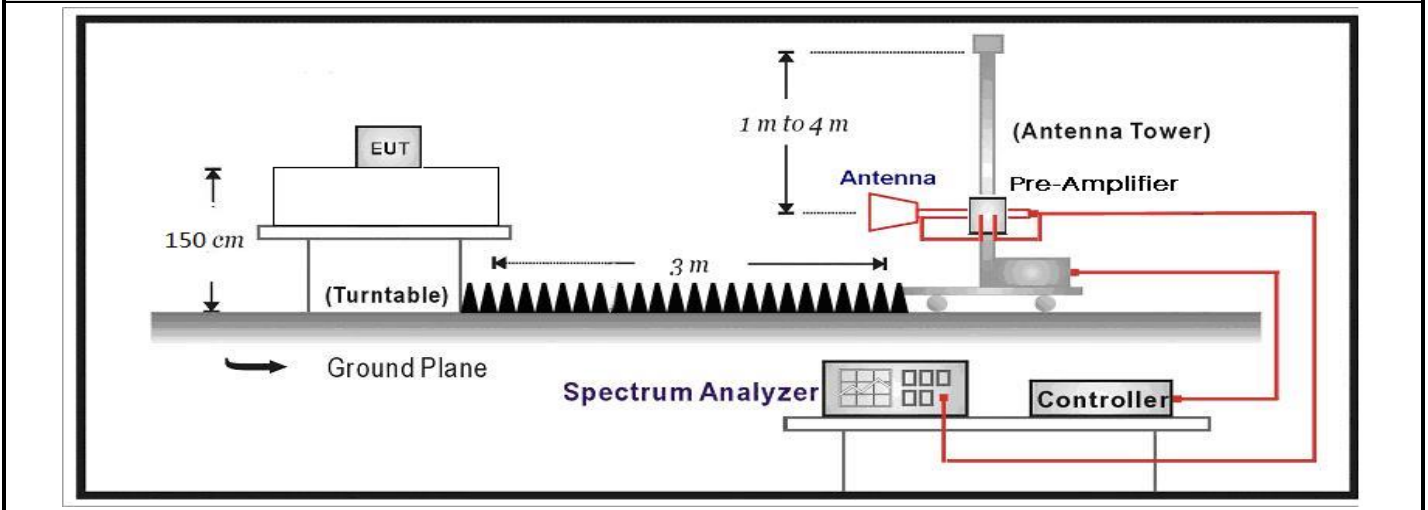 1 m to 4 m
(Antenna Tower)
EUT
Antenna
Pre-Amplifier
150 cm
3 m
(Turntable)
Ground Plane
Spectrum Analyzer
Controller